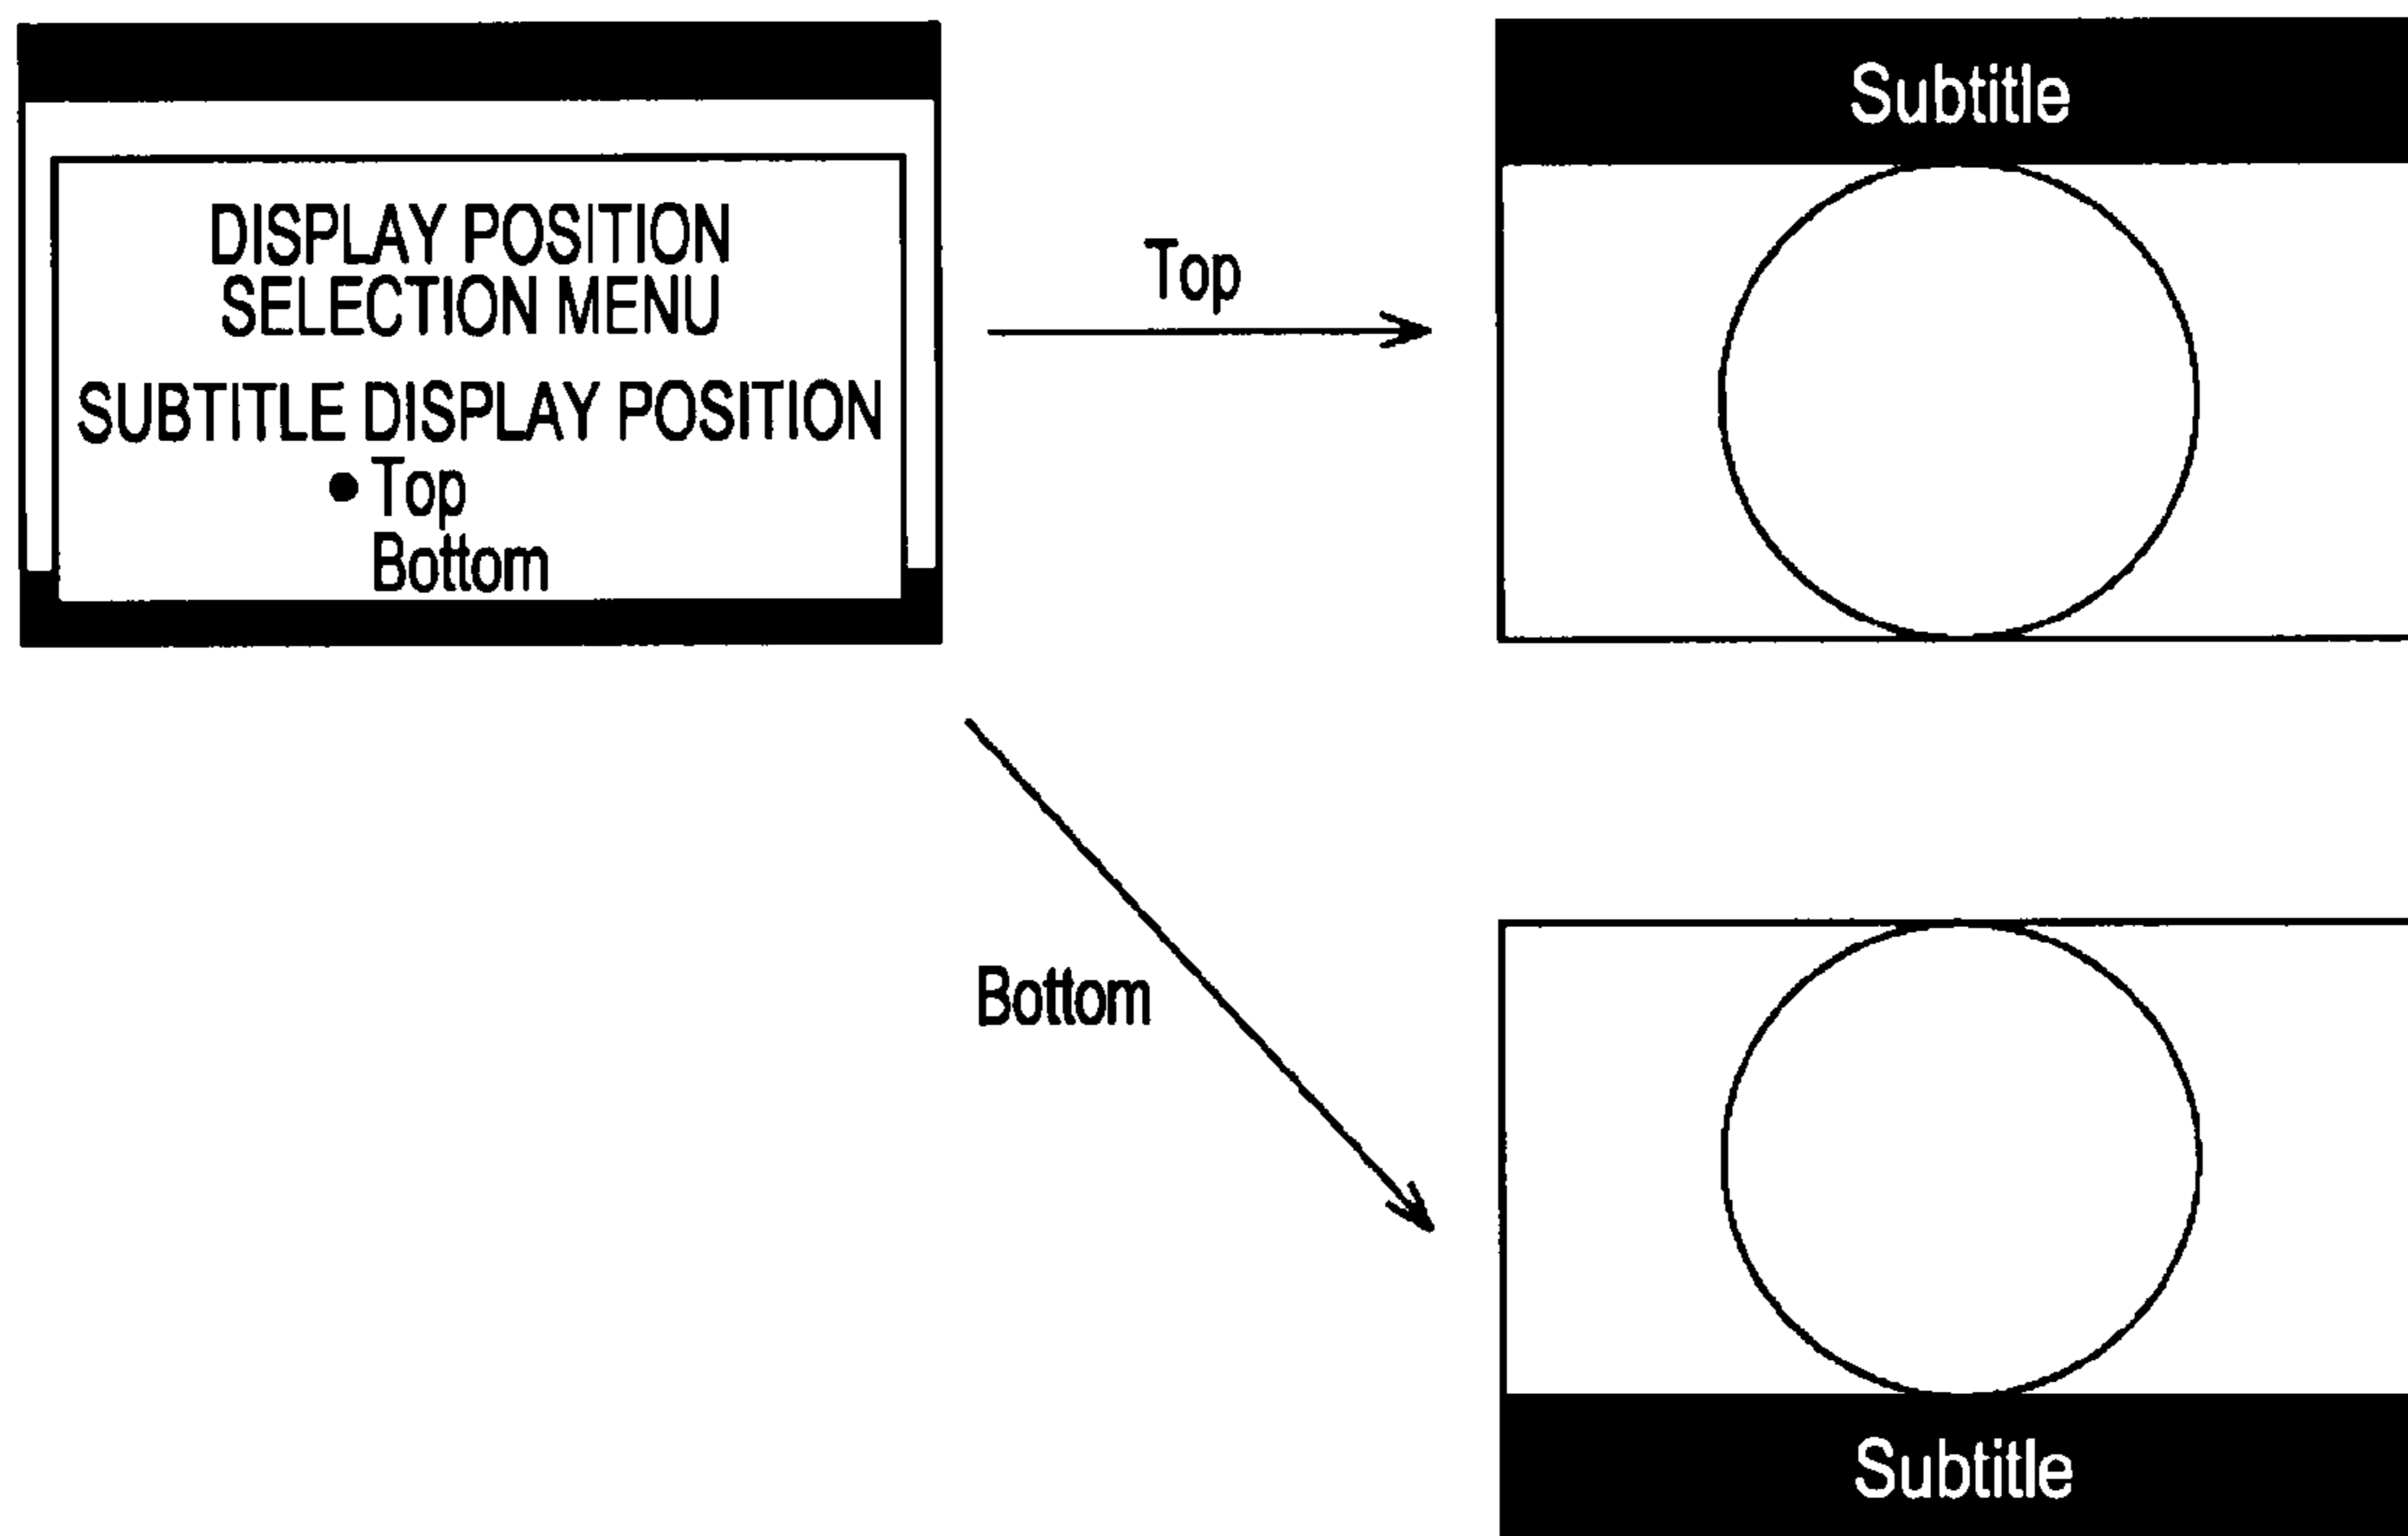 DISPLAY POSITION
SELECTION MENU
SUBTITLE DISPLAY POSITION
● Top
Bottom
Top
Subtitle
Bottom
Subtitle